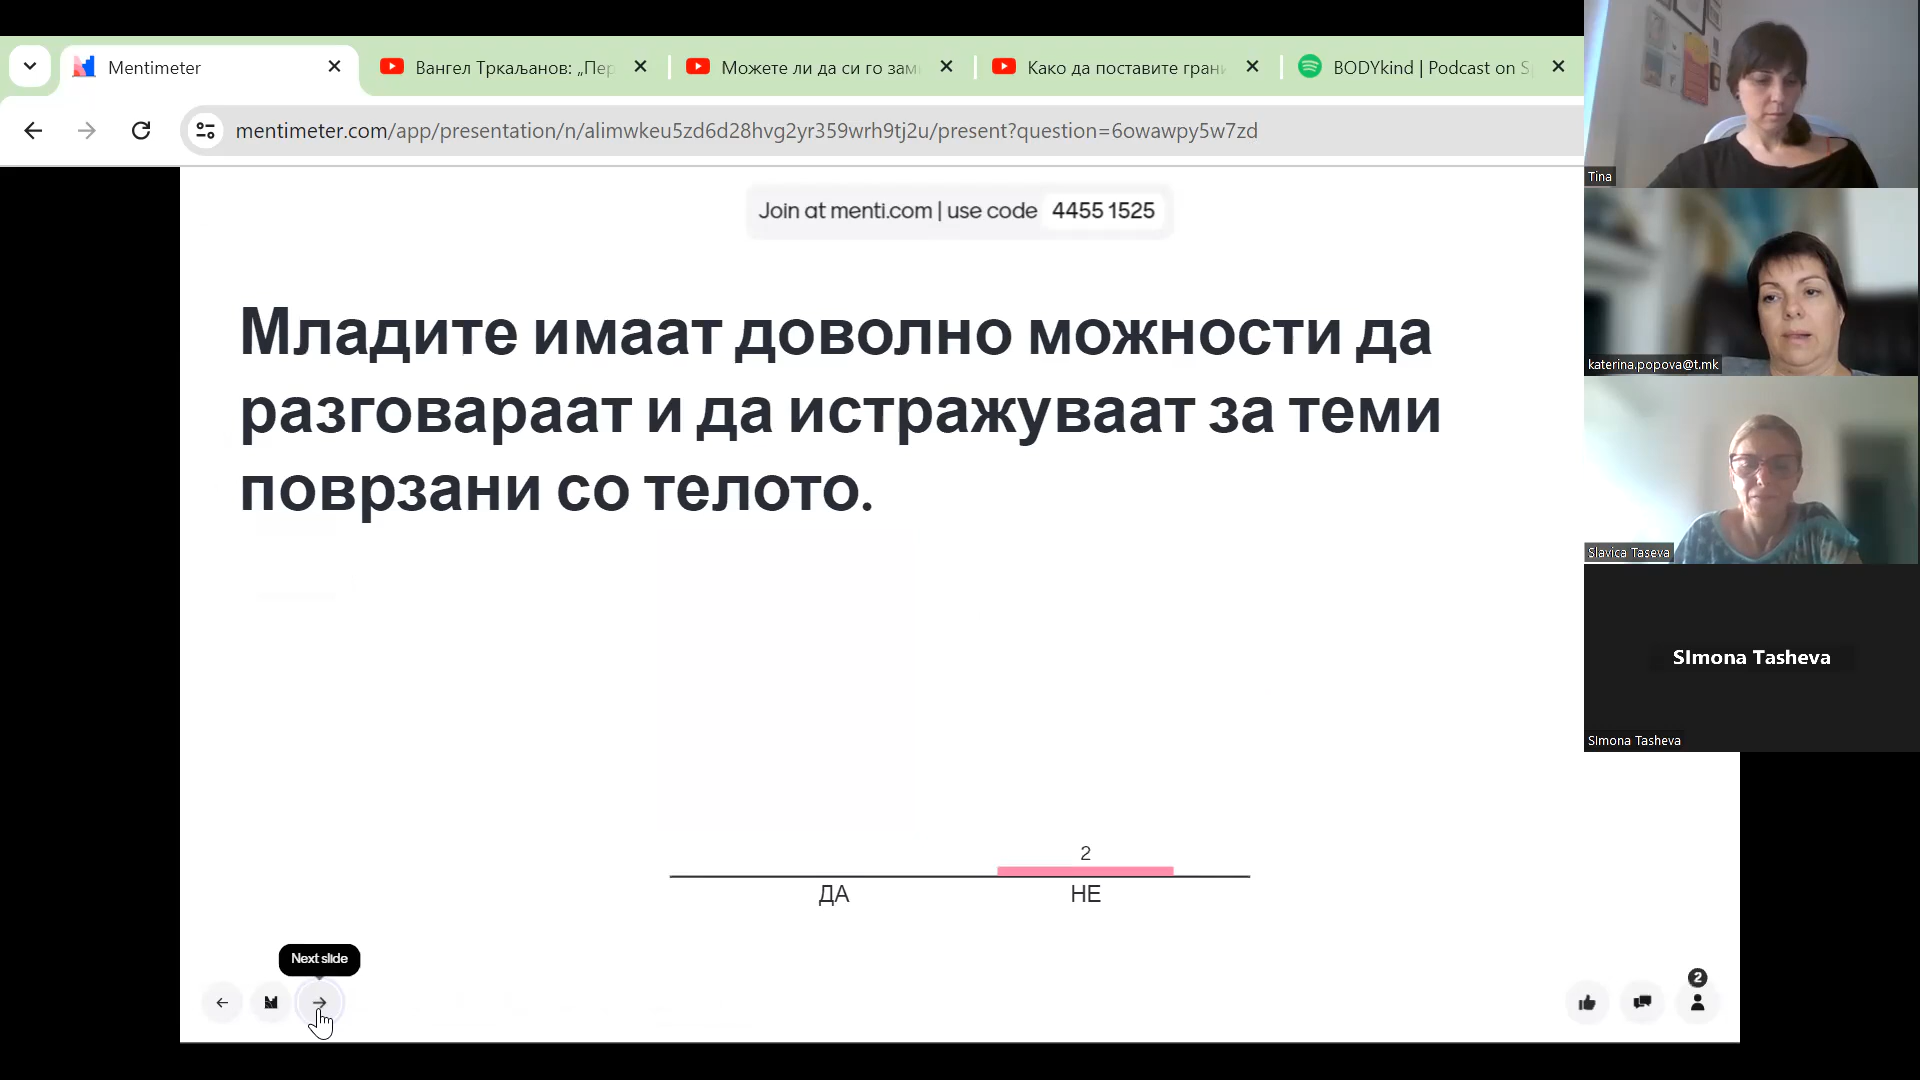 Mentimeter
Вангел Тркаљанов: „Пер
Можете ли да си го зам
Како да поставите грани
BODYkind | Podcast on S
mentimeter.com/app/presentation/n/alimwkeu5zd6d28hvg2yr359wrh9tj2u/present?question=6owawpy5w7zd
Join at menti.com | use code 4455 1525
Младите имаат доволно можности да
разговараат и да истражуваат за теми
поврзани со телото.
2
ДА
НЕ
Next slide
2
Tina
katerina.popova@t.mk
Slavica Taseva
SImona Tasheva
SImona Tasheva